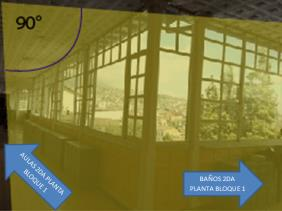 90°
AULAS 2DA PLANTA
BLOQUE 1
BAÑOS 2DA
PLANTA BLOQUE 1